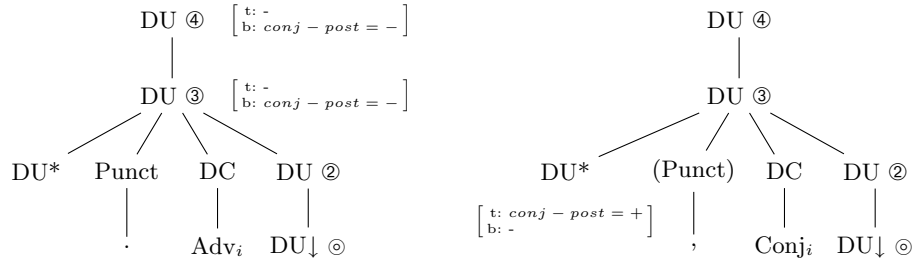 DU ④ [ t: - b: conj − post = − ] DU ④
DU ③ [ t: - b: conj − post = − ] DU ③
DU* Punct DC DU ② DU* (Punct) DC DU ②
[ t: conj − post = + b: - ]
. Adv_i DU↓ ⊚ , Conj_i DU↓ ⊚